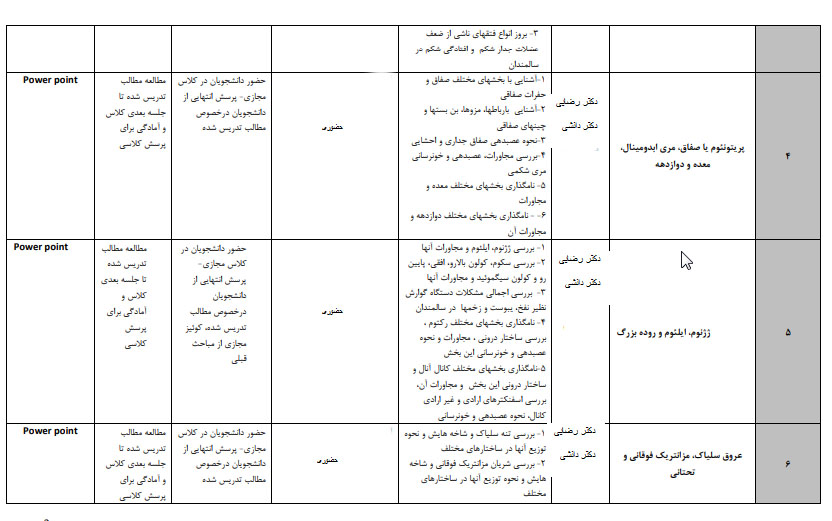 ۳- بروز انواع فتقهای ناشی از ضعف
عضلات جدار شکم و افتادگی شکم در
سالمندان
۴
پریتونئوم یا صفاق، مری ابدومینال،
معده و دوازدهه
دکتر رضایی
دکتر دانشی
۱-آشنایی با بخشهای مختلف صفاق و
حفرات صفاقی
۲-آشنایی بارباطها، مزوها، بن بستها و
چینهای صفاقی
۳-نحوه عصبدهی صفاق جداری و احشایی
۴-بررسی مجاورات، عصبدهی و خونرسانی
مری شکمی
۵- نامگذاری بخشهای مختلف معده و
مجاورات
۶- - نامگذاری بخشهای مختلف دوازدهه و
مجاورات آن
حضوری
حضور دانشجویان در کلاس
مجازی- پرسش انتهایی از
دانشجویان درخصوص
مطالب تدریس شده
مطالعه مطالب
تدریس شده تا
جلسه بعدی کلاس
و آمادگی برای
پرسش کلاسی
Power point
۵
ژژنوم، ایلئوم و روده بزرگ
دکتر رضایی
دکتر دانشی
۱- بررسی ژژنوم، ایلئوم و مجاورات آنها
۲- بررسی سکوم، کولون بالارو، افقی، پایین
رو و کولون سیگموئید و مجاورات آنها
۳- بررسی اجمالی مشکلات دستگاه گوارش
نظیر نفخ، یبوست و زخمها در سالمندان
۴- نامگذاری بخشهای مختلف رکتوم ،
بررسی ساختار درونی ، مجاورات و نحوه
عصبدهی و خونرسانی این بخش
۵-نامگذاری بخشهای مختلف کانال آنال و
ساختار درونی این بخش و مجاورات آن،
بررسی اسفنکترهای ارادی و غیر ارادی
کانال، نحوه عصبدهی و خونرسانی
حضوری
حضور دانشجویان در
کلاس مجازی-
پرسش انتهایی از
دانشجویان
درخصوص مطالب
تدریس شده، کوئیز
مجازی از مباحث
قبلی
مطالعه مطالب
تدریس شده
تا جلسه بعدی
کلاس و
آمادگی برای
پرسش
کلاسی
Power point
۶
عروق سلیاک، مزانتریک فوقانی و
تحتانی
دکتر رضایی
دکتر دانشی
۱- بررسی تنه سلیاک و شاخه هایش و نحوه
توزیع آنها در ساختارهای مختلف
۲- بررسی شریان مزانتریک فوقانی و شاخه
هایش و نحوه توزیع آنها در ساختارهای
مختلف
حضوری
حضور دانشجویان در کلاس
مجازی- پرسش انتهایی از
دانشجویان درخصوص
مطالب تدریس شده
مطالعه مطالب
تدریس شده تا
جلسه بعدی کلاس
و آمادگی برای
پرسش کلاسی
Power point